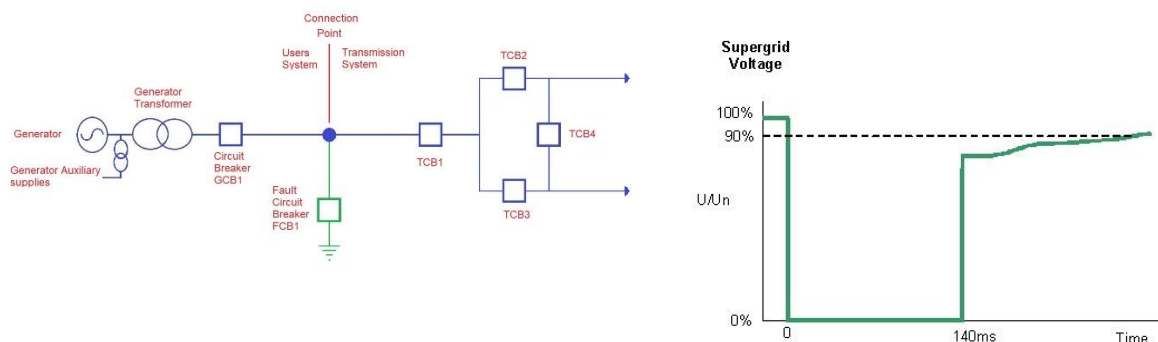 Connection
Point
Users
System
Transmission
System
TCB2
Generator
Transformer
Generator
TCB1
TCB4
Generator Auxiliary
supplies
Circuit
Breaker
GCB1
Fault
Circuit
Breaker
FCB1
TCB3
Supergrid
Voltage
100%
90%
U/Un
0%
0
140ms
Time